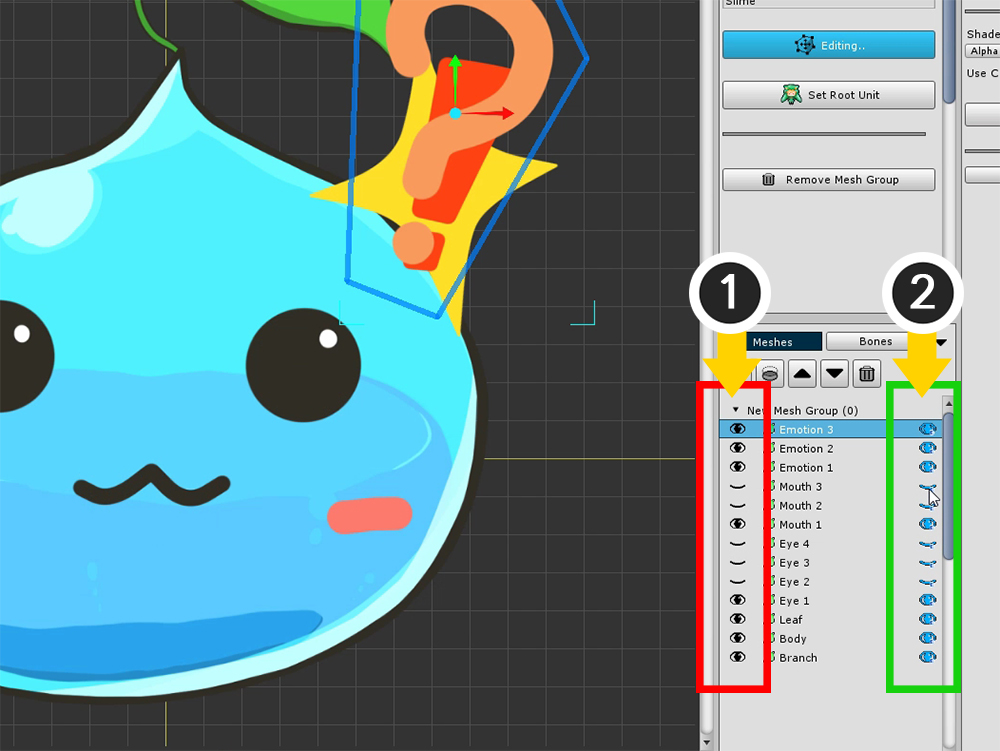 Slime
Editing..
Set Root Unit
Remove Mesh Group
Shade
Alpha
Use C
1
2
Meshes
Bones
New Mesh Group (0)
Emotion 3
Emotion 2
Emotion 1
Mouth 3
Mouth 2
Mouth 1
Eye 4
Eye 3
Eye 2
Eye 1
Leaf
Body
Branch